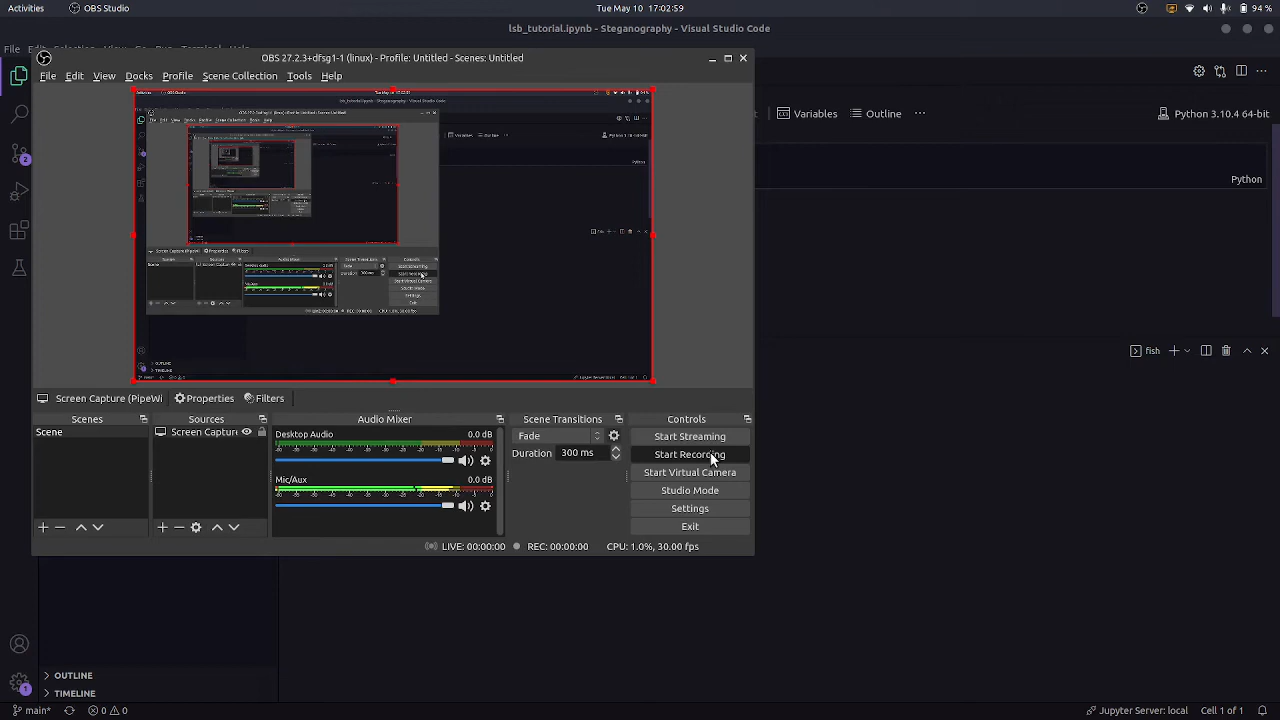 Activities OBS Studio Tue May 10 17:02:59 94 %
lsb_tutorial.ipynb - Steganography - Visual Studio Code
OBS 27.2.3+dfsg1-1 (linux) - Profile: Untitled - Scenes: Untitled
File Edit View Docks Profile Scene Collection Tools Help
Variables Outline ... Python 3.10.4 64-bit
Python
Screen Capture (PipeWi Properties Filters
Scenes Sources Audio Mixer Scene Transitions Controls
Scene
Screen Capture
Desktop Audio 0.0 dB
Mic/Aux 0.0 dB
Fade
Duration 300 ms
Start Streaming
Start Recording
Start Virtual Camera
Studio Mode
Settings
Exit
LIVE: 00:00:00 REC: 00:00:00 CPU: 1.0%, 30.00 fps
fish
2
1
OUTLINE
TIMELINE
main* 0 0 Jupyter Server: local Cell 1 of 1